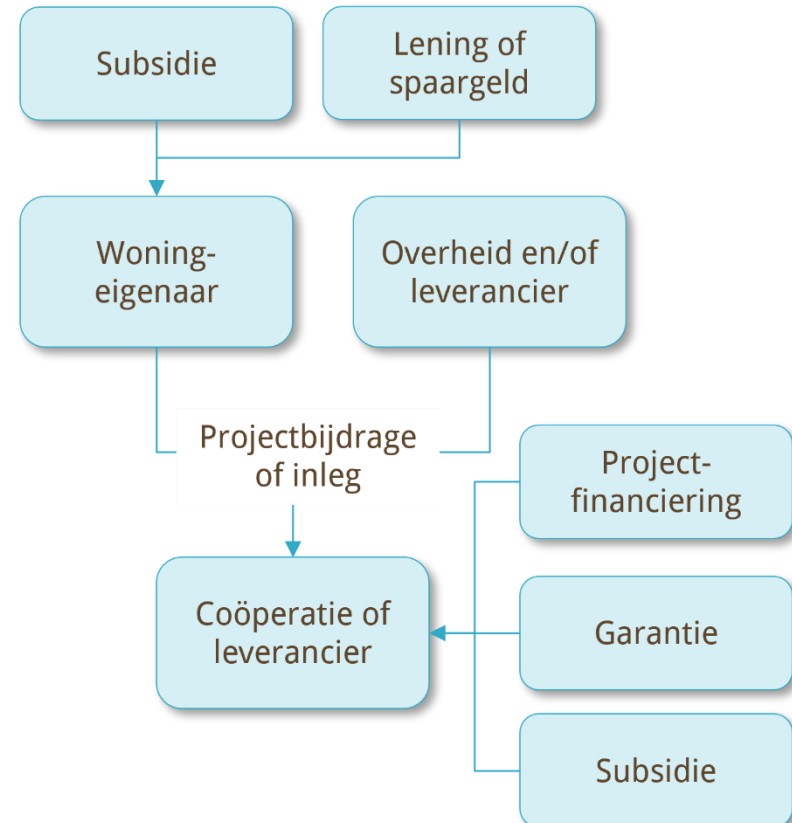 Subsidie
Lening of
spaargeld
Woning-
eigenaar
Overheid en/of
leverancier
Projectbijdrage
of inleg
Project-
financiering
Coöperatie of
leverancier
Garantie
Subsidie